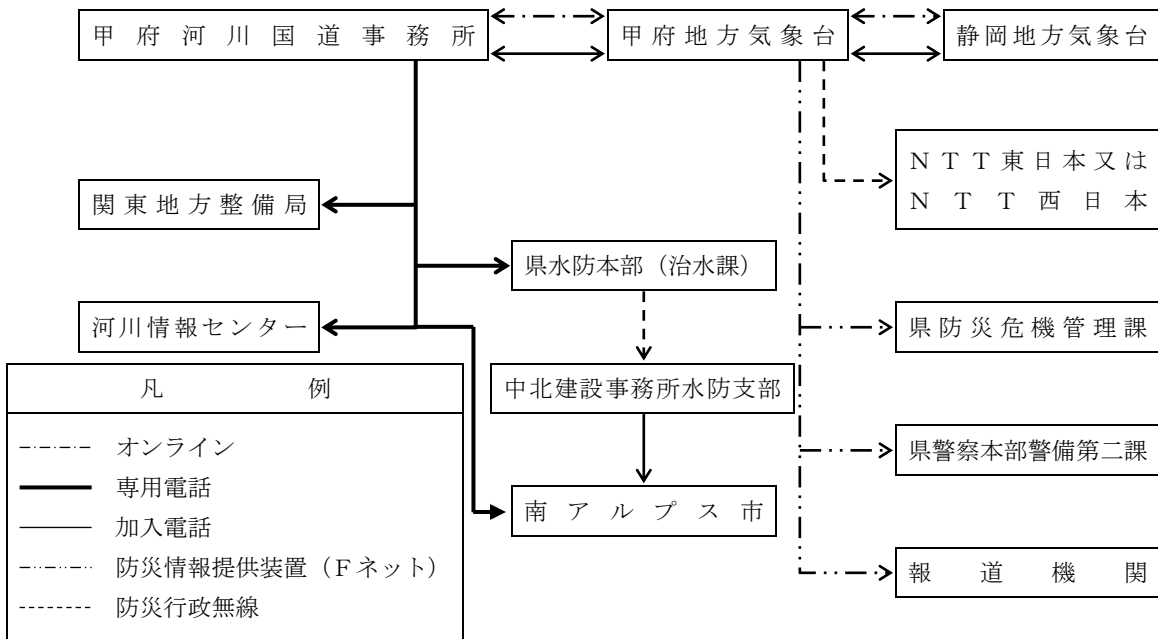 甲府河川国道事務所
甲府地方気象台
静岡地方気象台
NTT東日本又は
NTT西日本
関東地方整備局
県水防本部（治水課）
河川情報センター
県防災危機管理課
中北建設事務所水防支部
県警察本部警備第二課
南アルプス市
報道機関
凡例
オンライン
専用電話
加入電話
防災情報提供装置（Fネット）
防災行政無線